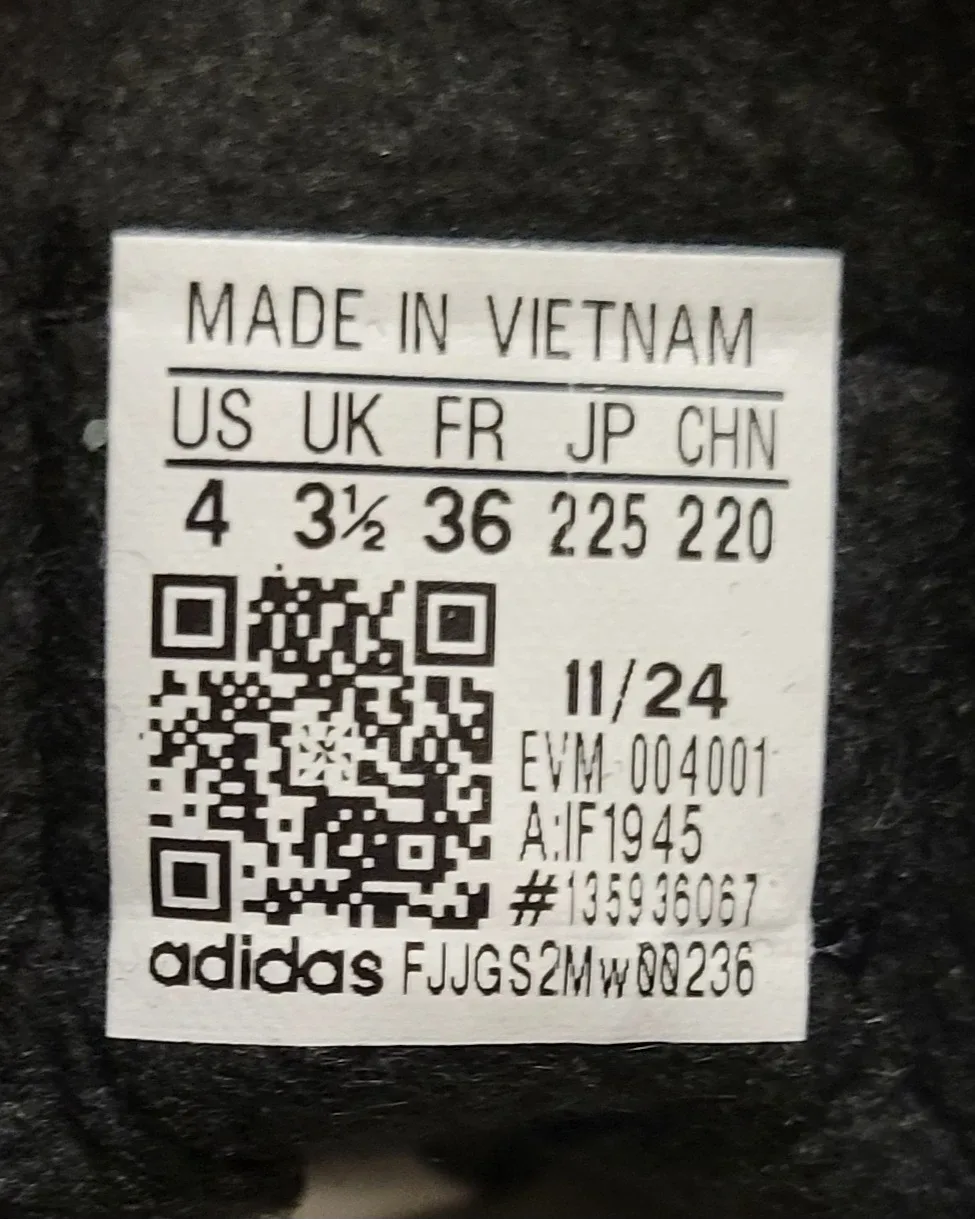 MADE IN VIETNAM
US UK FR JP CHN
4 3½ 36 225 220
11/24
EVM 004001
A:IF1945
#135936067
adidas FJJGS2Mw00236